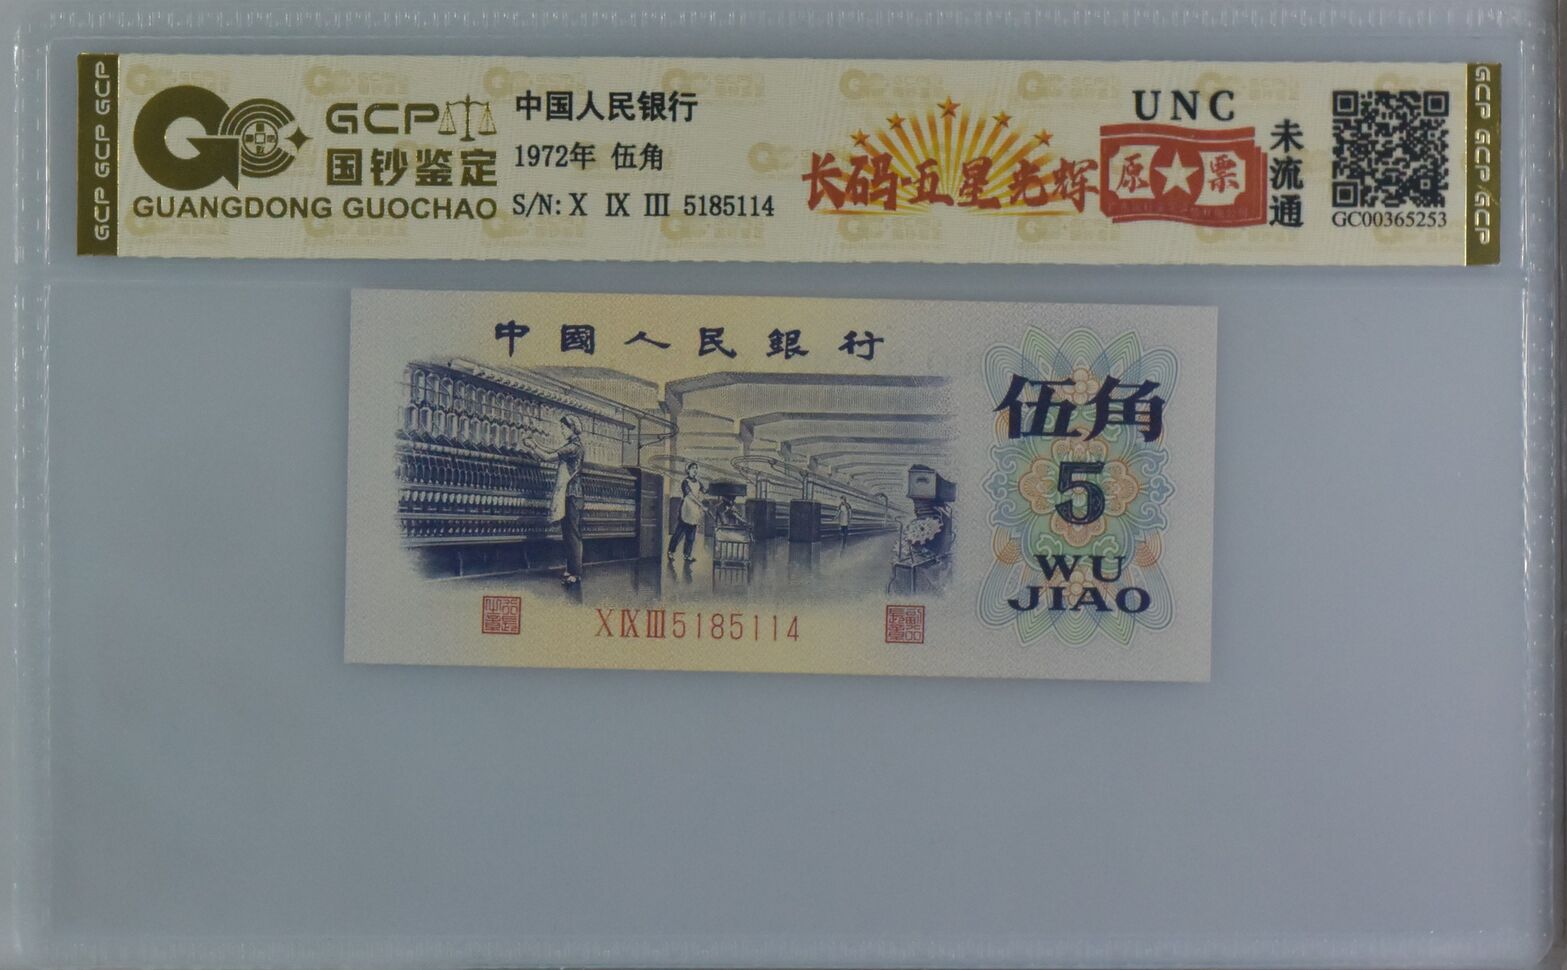 GCP GCP GCP
GCP
国钞鉴定
GUANGDONG GUOCHAO
中国人民银行
1972年 伍角
S/N: X IX III 5185114
长码·五星光辉
UNC
原票
未流通
GC00365253
GCP GCP GCP
中國人民銀行
伍角
5
WU
JIAO
X IX III 5185114